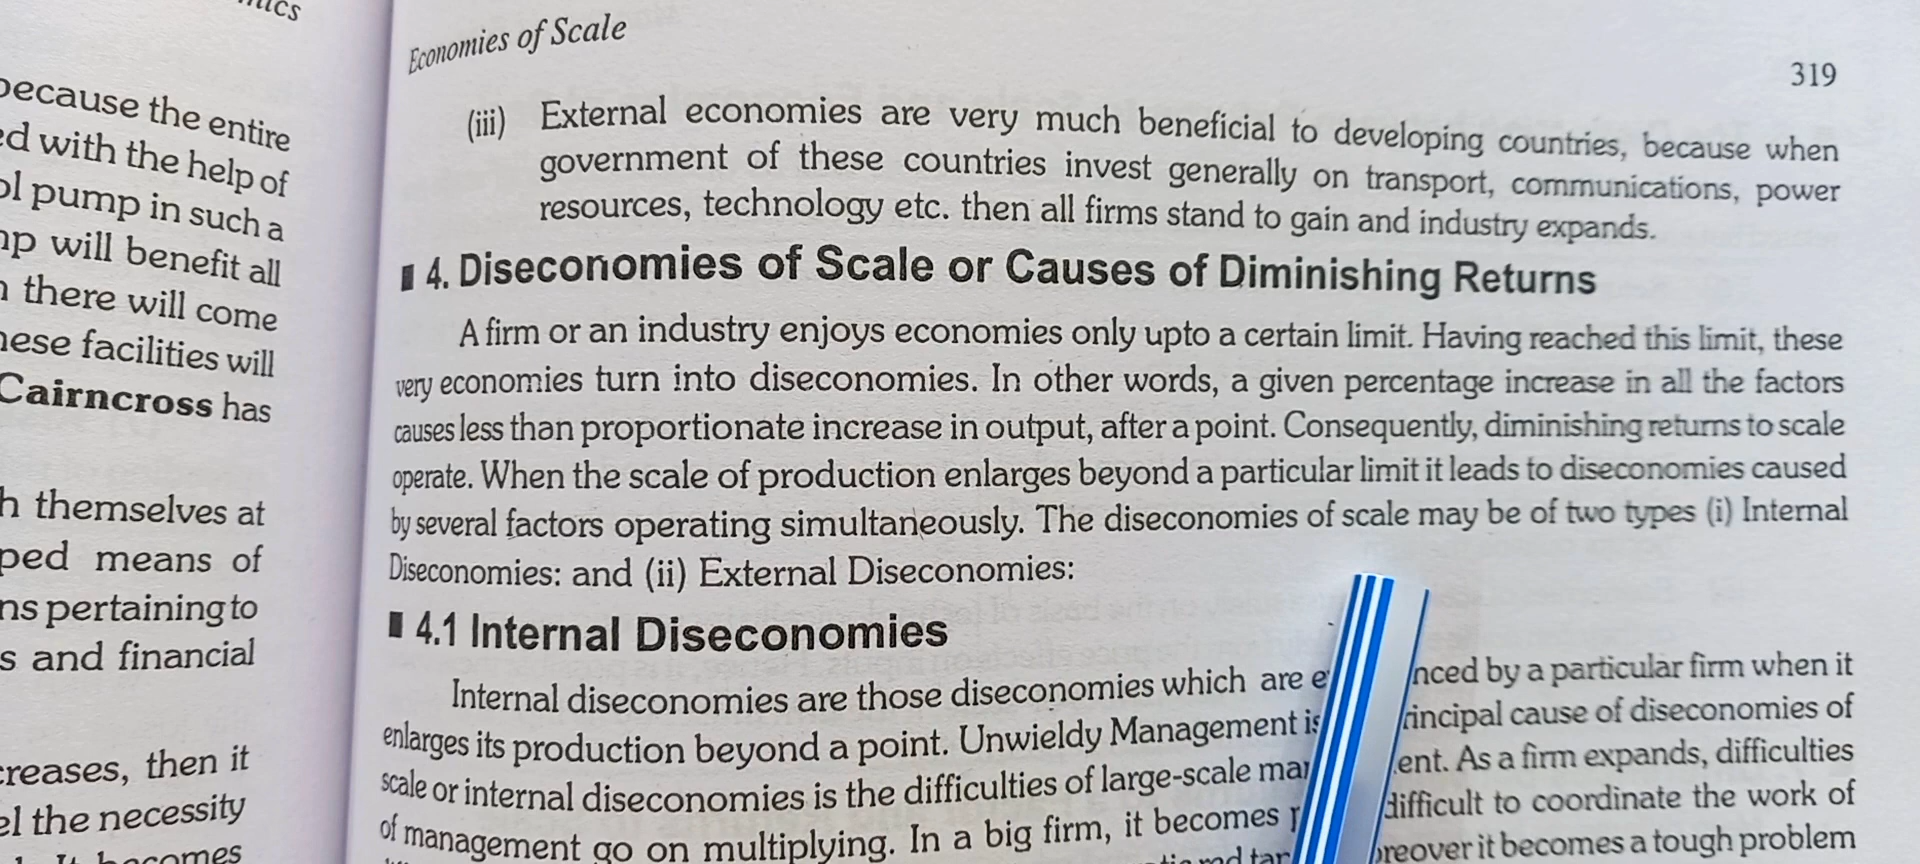 because the entire
ed with the help of
pump in such a
will benefit all
there will come
these facilities will
Cairncross has
themselves at
means of
pertaining to
and financial
creases, then it
the necessity
Economies of Scale
319
(iii) External economies are very much beneficial to developing countries, because when
government of these countries invest generally on transport, communications, power
resources, technology etc. then all firms stand to gain and industry expands.
4. Diseconomies of Scale or Causes of Diminishing Returns
A firm or an industry enjoys economies only upto a certain limit. Having reached this limit, these
very economies turn into diseconomies. In other words, a given percentage increase in all the factors
causes less than proportionate increase in output, after a point. Consequently, diminishing returns to scale
operate. When the scale of production enlarges beyond a particular limit it leads to diseconomies caused
by several factors operating simultaneously. The diseconomies of scale may be of two types (i) Internal
Diseconomies: and (ii) External Diseconomies:
4.1 Internal Diseconomies
Internal diseconomies are those diseconomies which are by a particular firm when it
enlarges its production beyond a point. Unwieldy Management is cause of diseconomies of
scale or internal diseconomies is the difficulties of large-scale As a firm expands, difficulties
of management go on multiplying. In a big firm, it becomes difficult to coordinate the work of
it becomes a tough problem